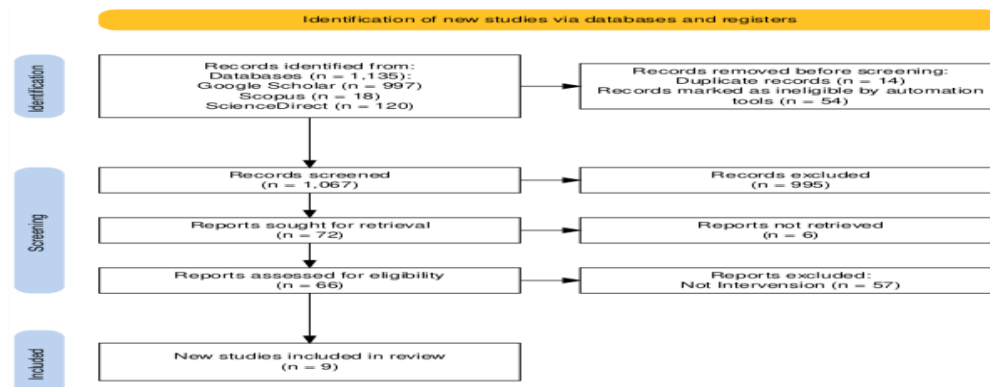 Identification of new studies via databases and registers
Identification
Records identified from:
Databases (n = 1,135):
Google Scholar (n = 997)
Scopus (n = 18)
ScienceDirect (n = 120)
Records removed before screening:
Duplicate records (n = 14)
Records marked as ineligible by automation
tools (n = 54)
Screening
Records screened
(n = 1,067)
Records excluded
(n = 995)
Reports sought for retrieval
(n = 72)
Reports not retrieved
(n = 6)
Reports assessed for eligibility
(n = 66)
Reports excluded:
Not Intervention (n = 57)
Included
New studies included in review
(n = 9)